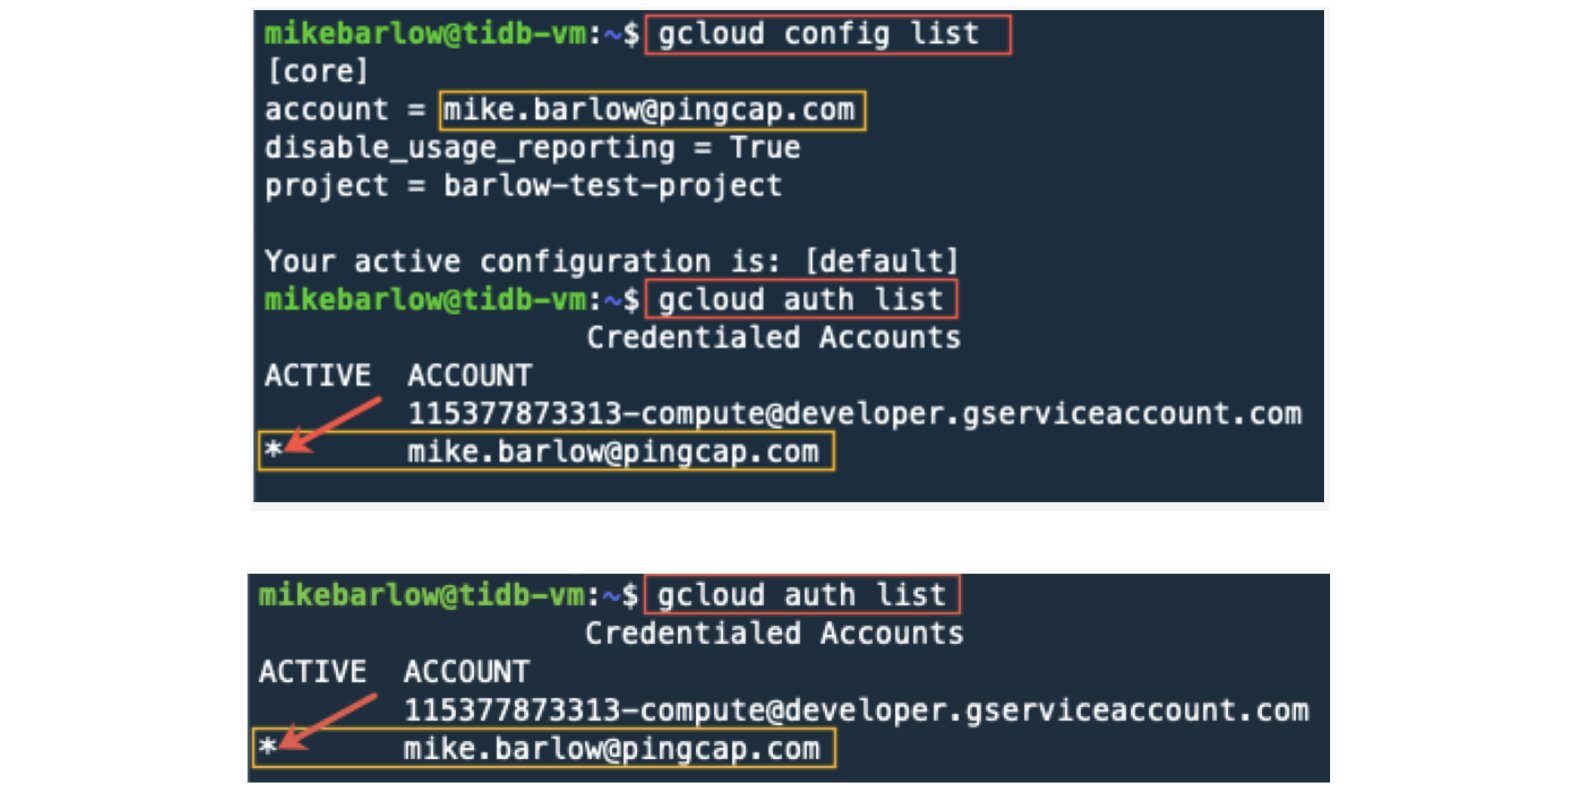 mikebarlow@tidb-vm:~$ gcloud config list
[core]
account = mike.barlow@pingcap.com
disable_usage_reporting = True
project = barlow-test-project
Your active configuration is: [default]
mikebarlow@tidb-vm:~$ gcloud auth list
Credentialed Accounts
ACTIVE ACCOUNT
115377873313-compute@developer.gserviceaccount.com
* mike.barlow@pingcap.com
mikebarlow@tidb-vm:~$ gcloud auth list
Credentialed Accounts
ACTIVE ACCOUNT
115377873313-compute@developer.gserviceaccount.com
* mike.barlow@pingcap.com